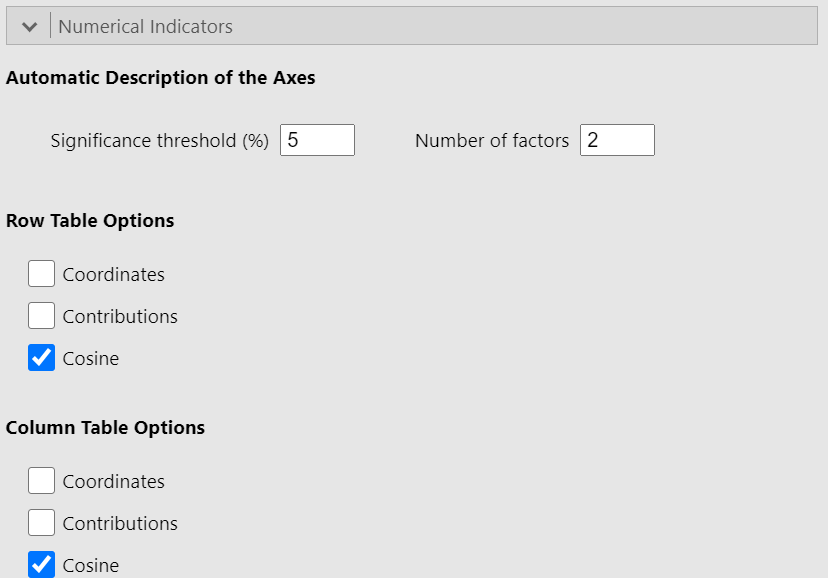 Numerical Indicators
Automatic Description of the Axes
Significance threshold (%) 5 Number of factors 2
Row Table Options
Coordinates
Contributions
Cosine
Column Table Options
Coordinates
Contributions
Cosine